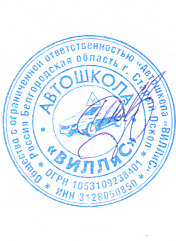 Общество с ограниченной ответственностью «Автошкола "ВИЛЛИС"
* Россия Белгородская область г. Старый Оскол *
* ОГРН 1053109238401 *
* ИНН 3128050850 *
АВТОШКОЛА
«ВИЛЛИС»